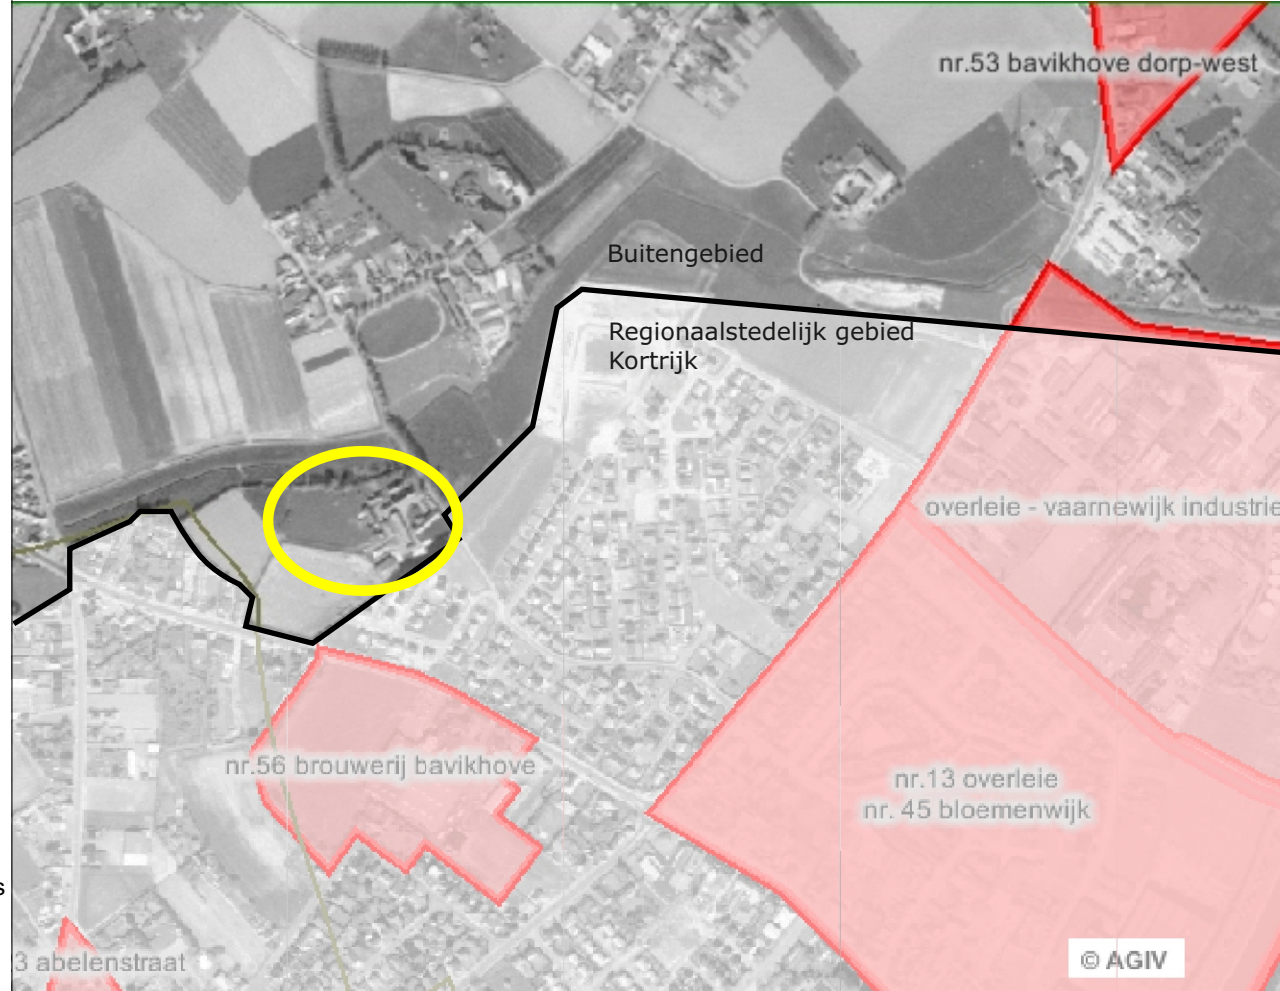 nr.53 bavikhove dorp-west
Buitengebied
Regionaalstedelijk gebied
Kortrijk
overleie - vaarnewijk industrie
nr.56 brouwerij bavikhove
nr.13 overleie
nr. 45 bloemenwijk
s
3 abelenstraat
© AGIV